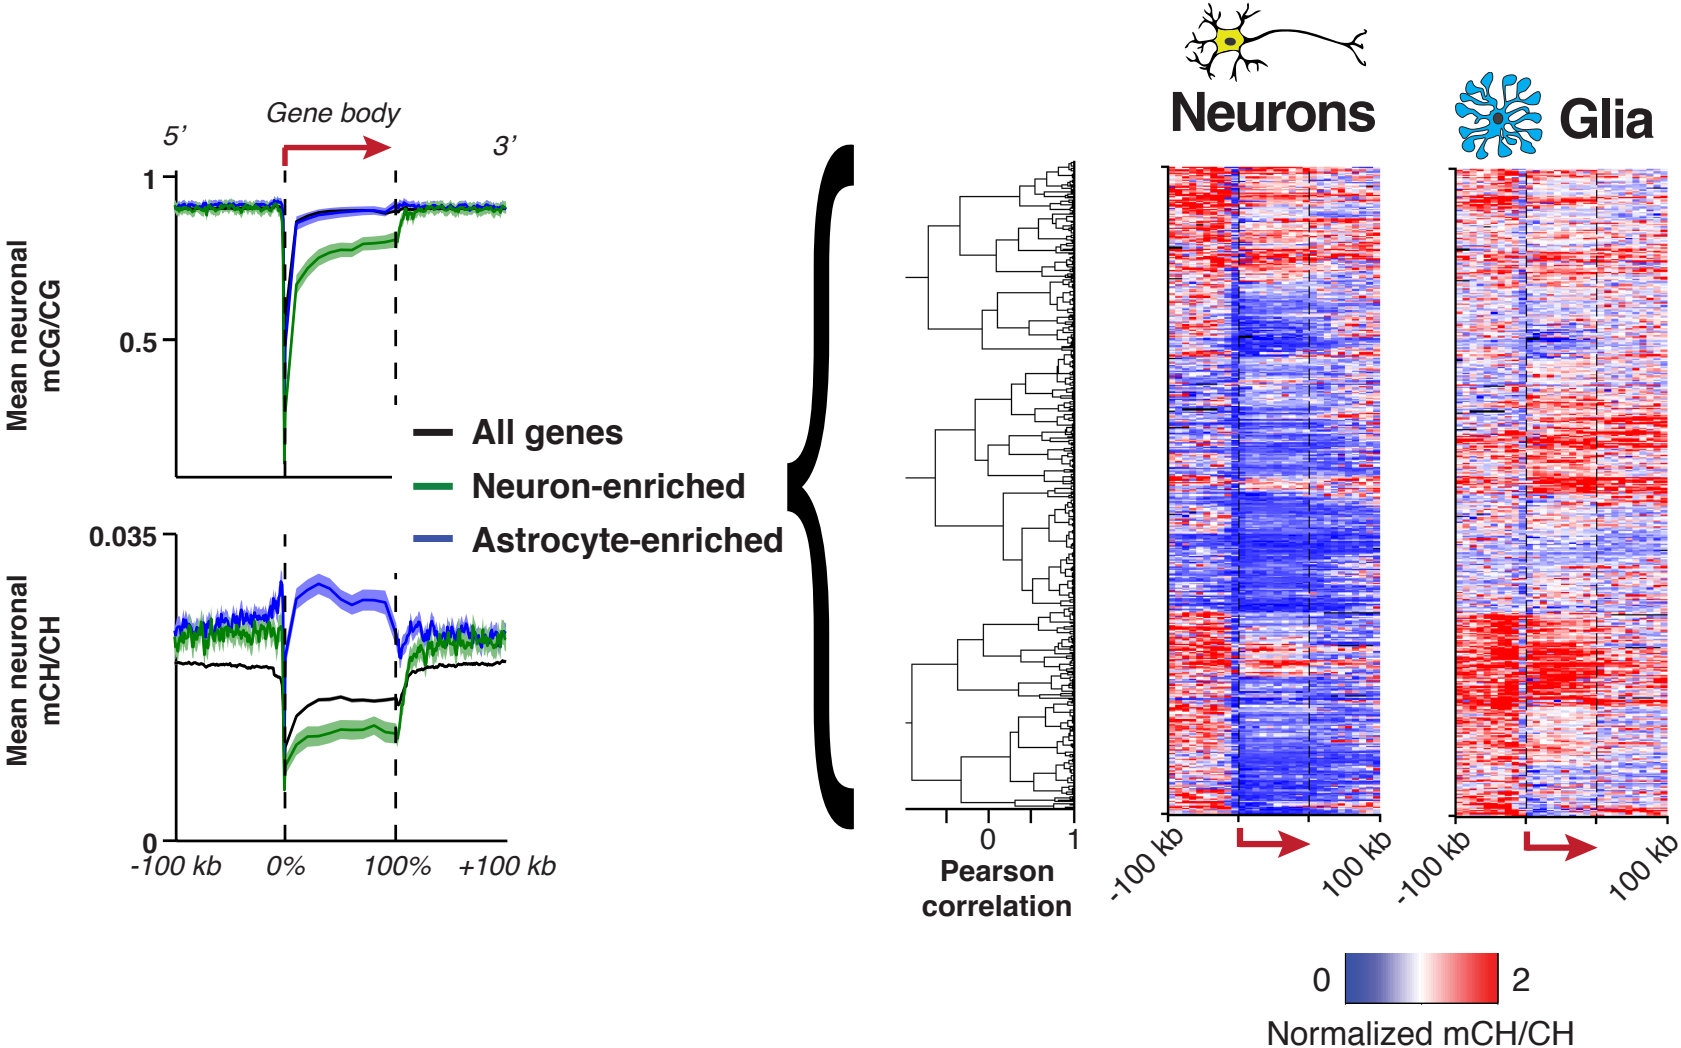 Gene body
5’
3’
1
0.5
Mean neuronal
mCG/CG
All genes
Neuron-enriched
Astrocyte-enriched
0.035
0
Mean neuronal
mCH/CH
-100 kb
0%
100%
+100 kb
0
1
Pearson
correlation
Neurons
Glia
-100 kb
100 kb
-100 kb
100 kb
0
2
Normalized mCH/CH